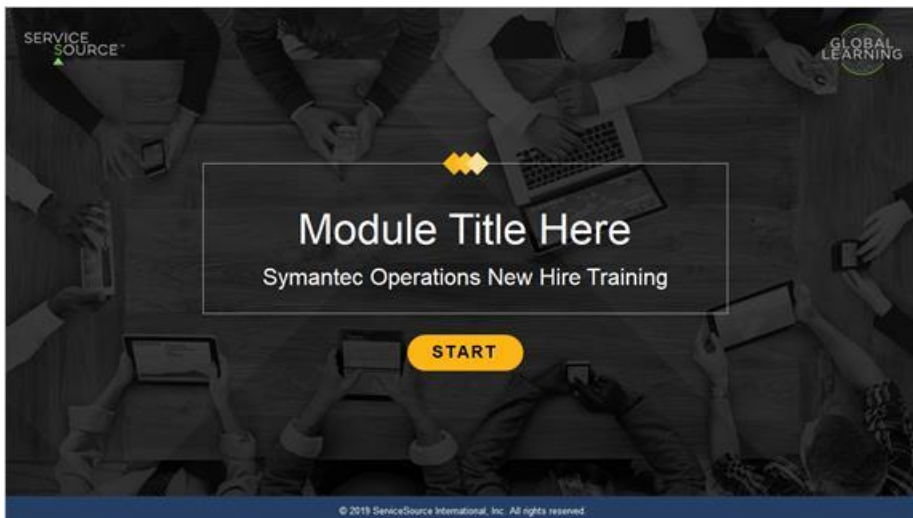 SERVICE
SOURCE
GLOBAL
LEARNING
Module Title Here
Symantec Operations New Hire Training
START
© 2019 ServiceSource International, Inc. All rights reserved.